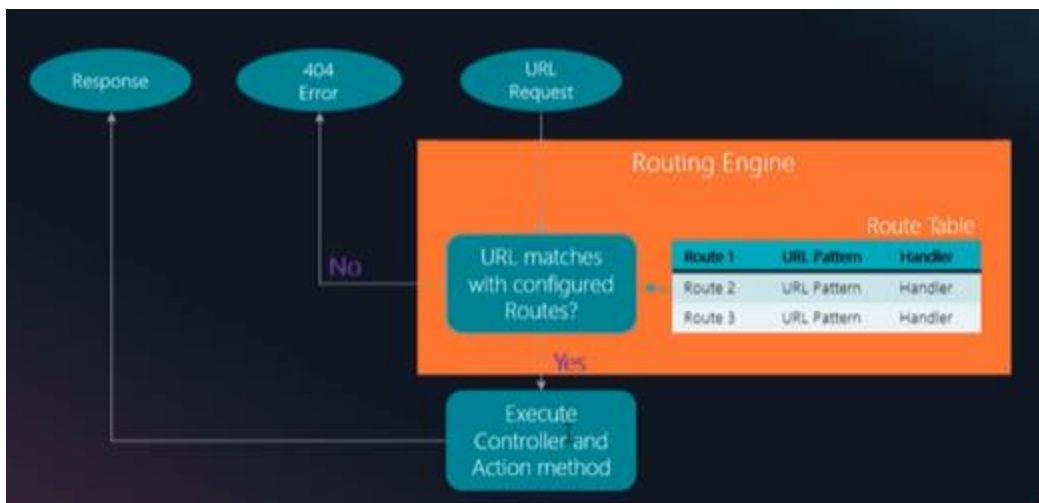 Response
404
Error
URL
Request
Routing Engine
Route Table
URL matches
with configured
Routes?
No
Route 1 URL Pattern Handler
Route 2 URL Pattern Handler
Route 3 URL Pattern Handler
Yes
Execute
Controller and
Action method